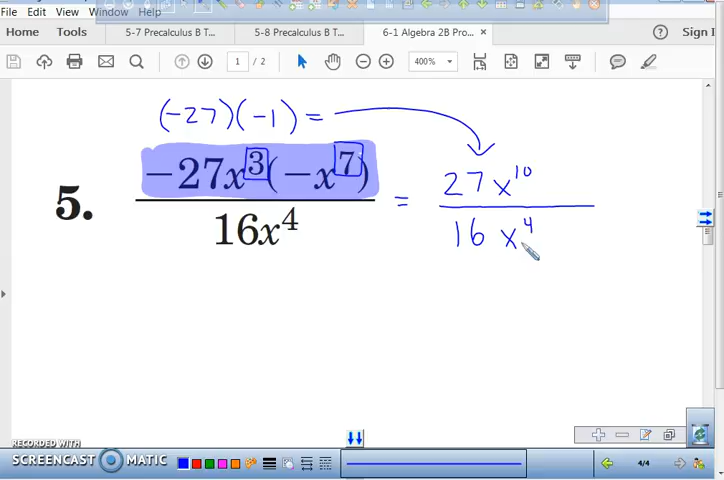 File Edit View Window Help
Home Tools 5-7 Precalculus B T... 5-8 Precalculus B T... 6-1 Algebra 2B Pro... × Sign I
1 / 2 400%
(-27)(-1) =
5. −27x³(−x⁷) / 16x⁴ = 27x¹⁰ / 16x⁴
RECORDED WITH
SCREENCAST MATIC
4/4